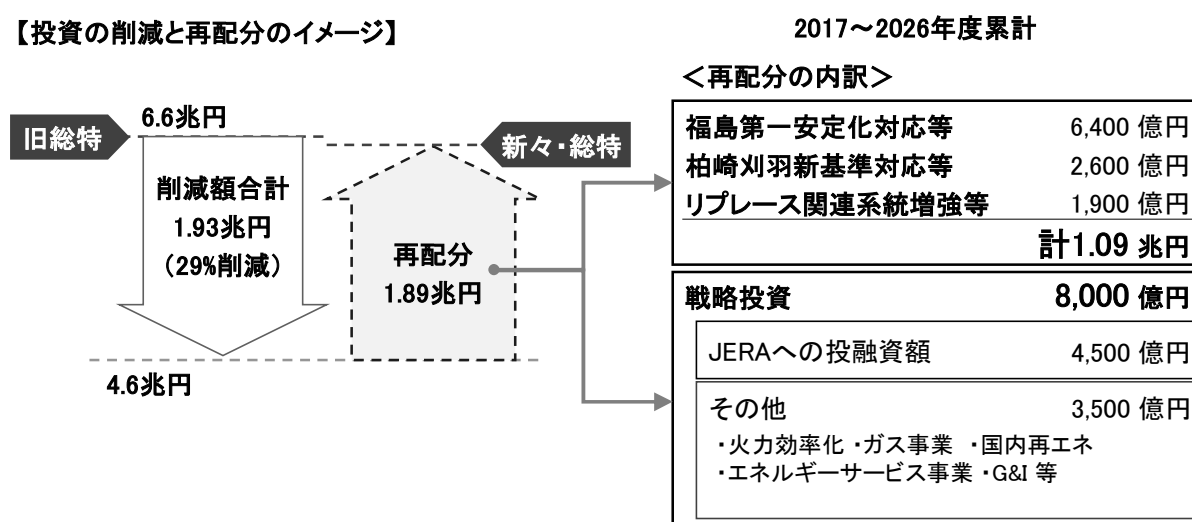 【投資の削減と再配分のイメージ】
2017～2026年度累計
＜再配分の内訳＞
旧総特
6.6兆円
削減額合計
1.93兆円
（29%削減）
4.6兆円
新々・総特
再配分
1.89兆円
福島第一安定化対応等 6,400 億円
柏崎刈羽新基準対応等 2,600 億円
リプレース関連系統増強等 1,900 億円
計1.09 兆円
戦略投資 8,000 億円
JERAへの投融資額 4,500 億円
その他 3,500 億円
・火力効率化 ・ガス事業 ・国内再エネ
・エネルギーサービス事業 ・G&I 等